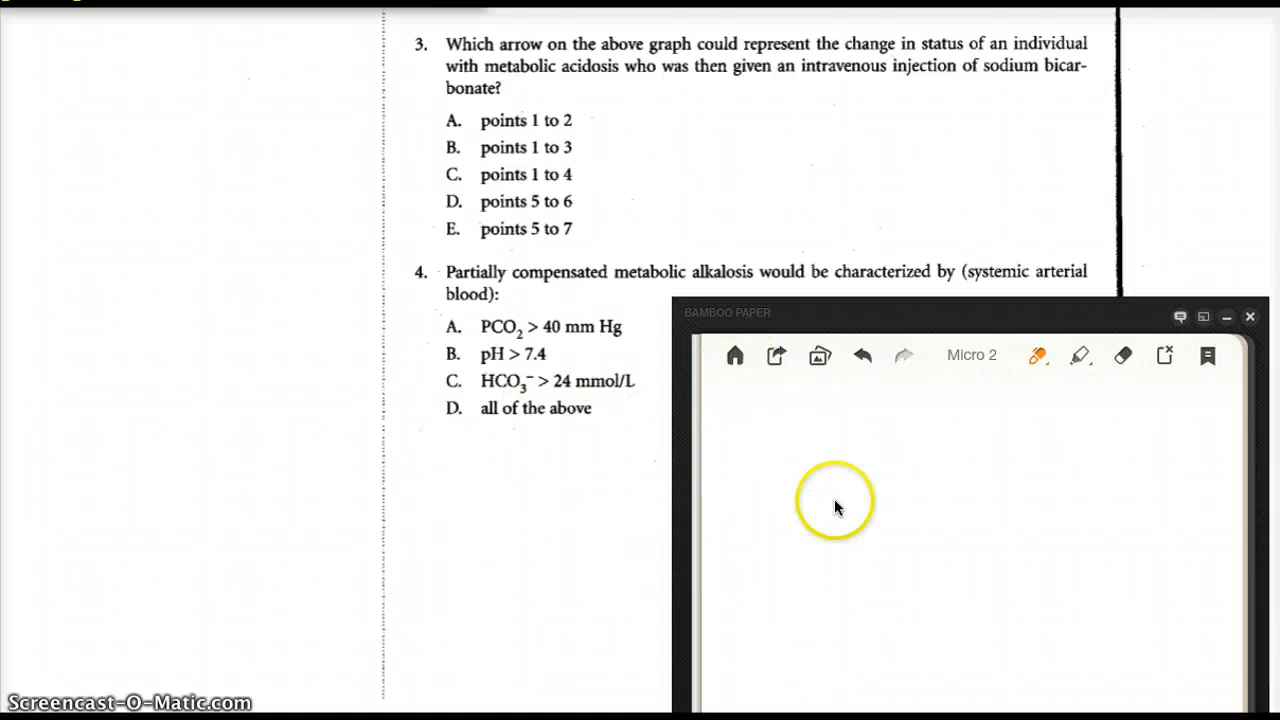 3. Which arrow on the above graph could represent the change in status of an individual
with metabolic acidosis who was then given an intravenous injection of sodium bicar-
bonate?
A. points 1 to 2
B. points 1 to 3
C. points 1 to 4
D. points 5 to 6
E. points 5 to 7
4. Partially compensated metabolic alkalosis would be characterized by (systemic arterial
blood):
A. PCO₂ > 40 mm Hg
B. pH > 7.4
C. HCO₃⁻ > 24 mmol/L
D. all of the above
BAMBOO PAPER
Micro 2
Screencast-O-Matic.com